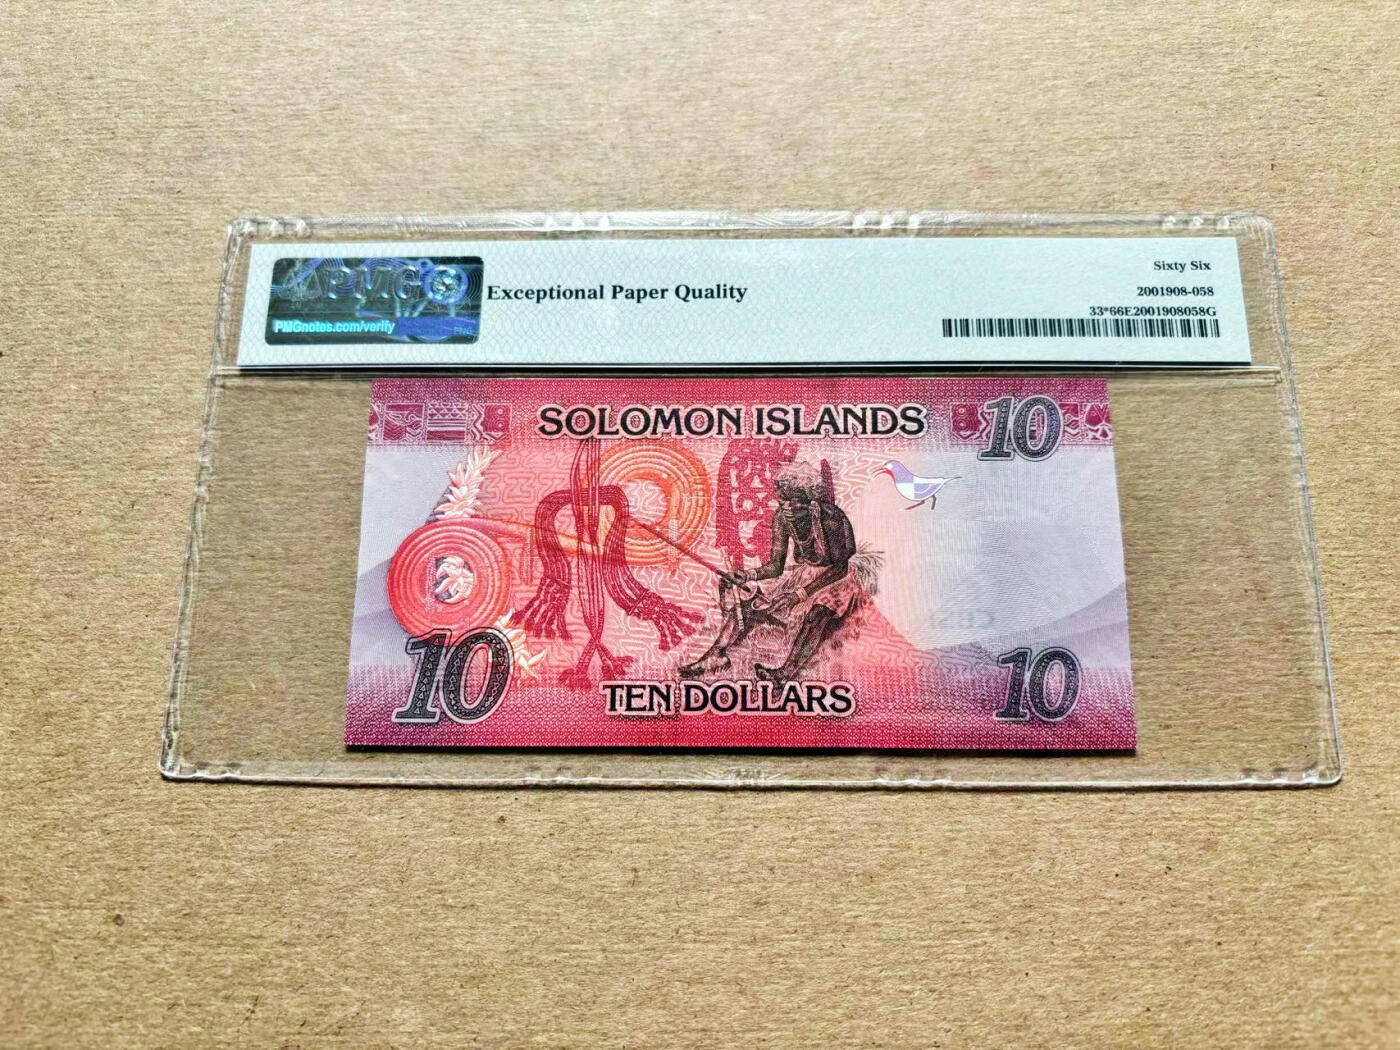 PMG
PMGnotes.com/verify
Exceptional Paper Quality
Sixty Six
2001908-058
33*66E2001908058G
SOLOMON ISLANDS
10
10
TEN DOLLARS
10